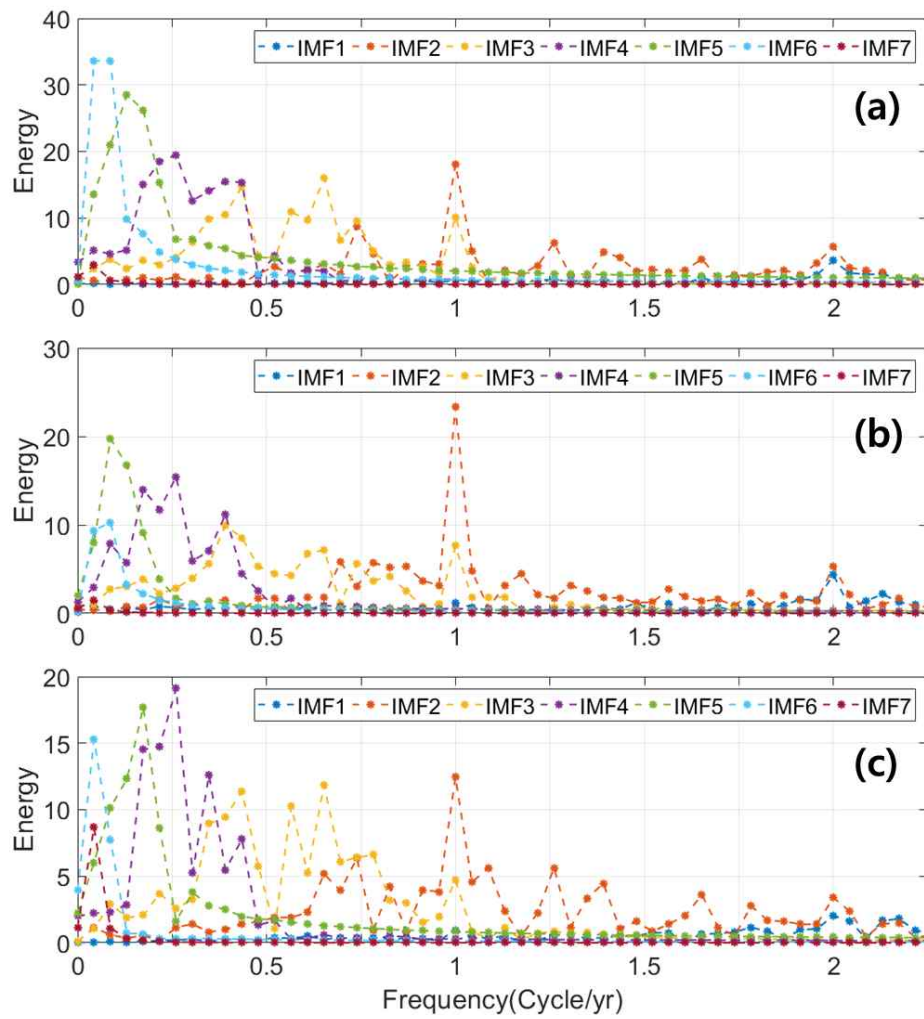 40
IMF1 IMF2 IMF3 IMF4 IMF5 IMF6 IMF7
30
(a)
Energy
20
10
0
0 0.5 1 1.5 2
30
IMF1 IMF2 IMF3 IMF4 IMF5 IMF6 IMF7
(b)
20
Energy
10
0
0 0.5 1 1.5 2
20
IMF1 IMF2 IMF3 IMF4 IMF5 IMF6 IMF7
15
(c)
Energy
10
5
0
0 0.5 1 1.5 2
Frequency(Cycle/yr)